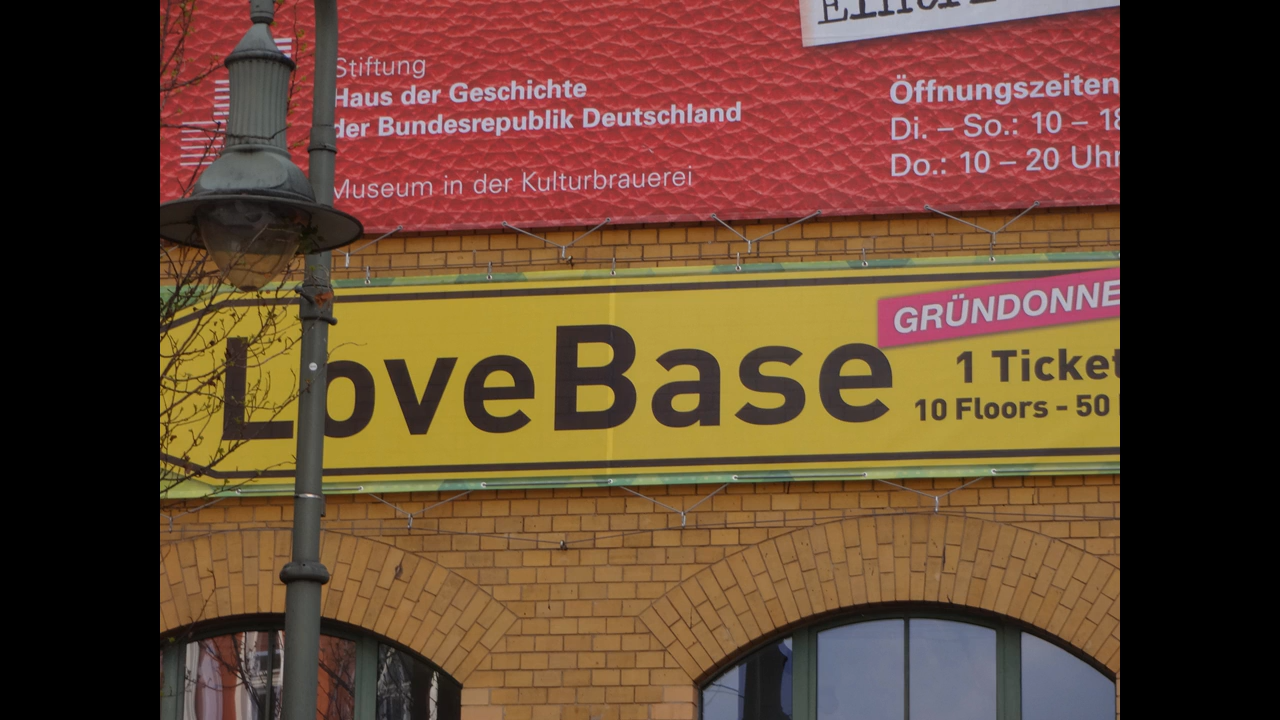 Stiftung
Haus der Geschichte
der Bundesrepublik Deutschland
Museum in der Kulturbrauerei
Öffnungszeiten
Di. – So.: 10 – 18
Do.: 10 – 20 Uhr
GRÜNDONNE
LoveBase
1 Ticket
10 Floors - 50